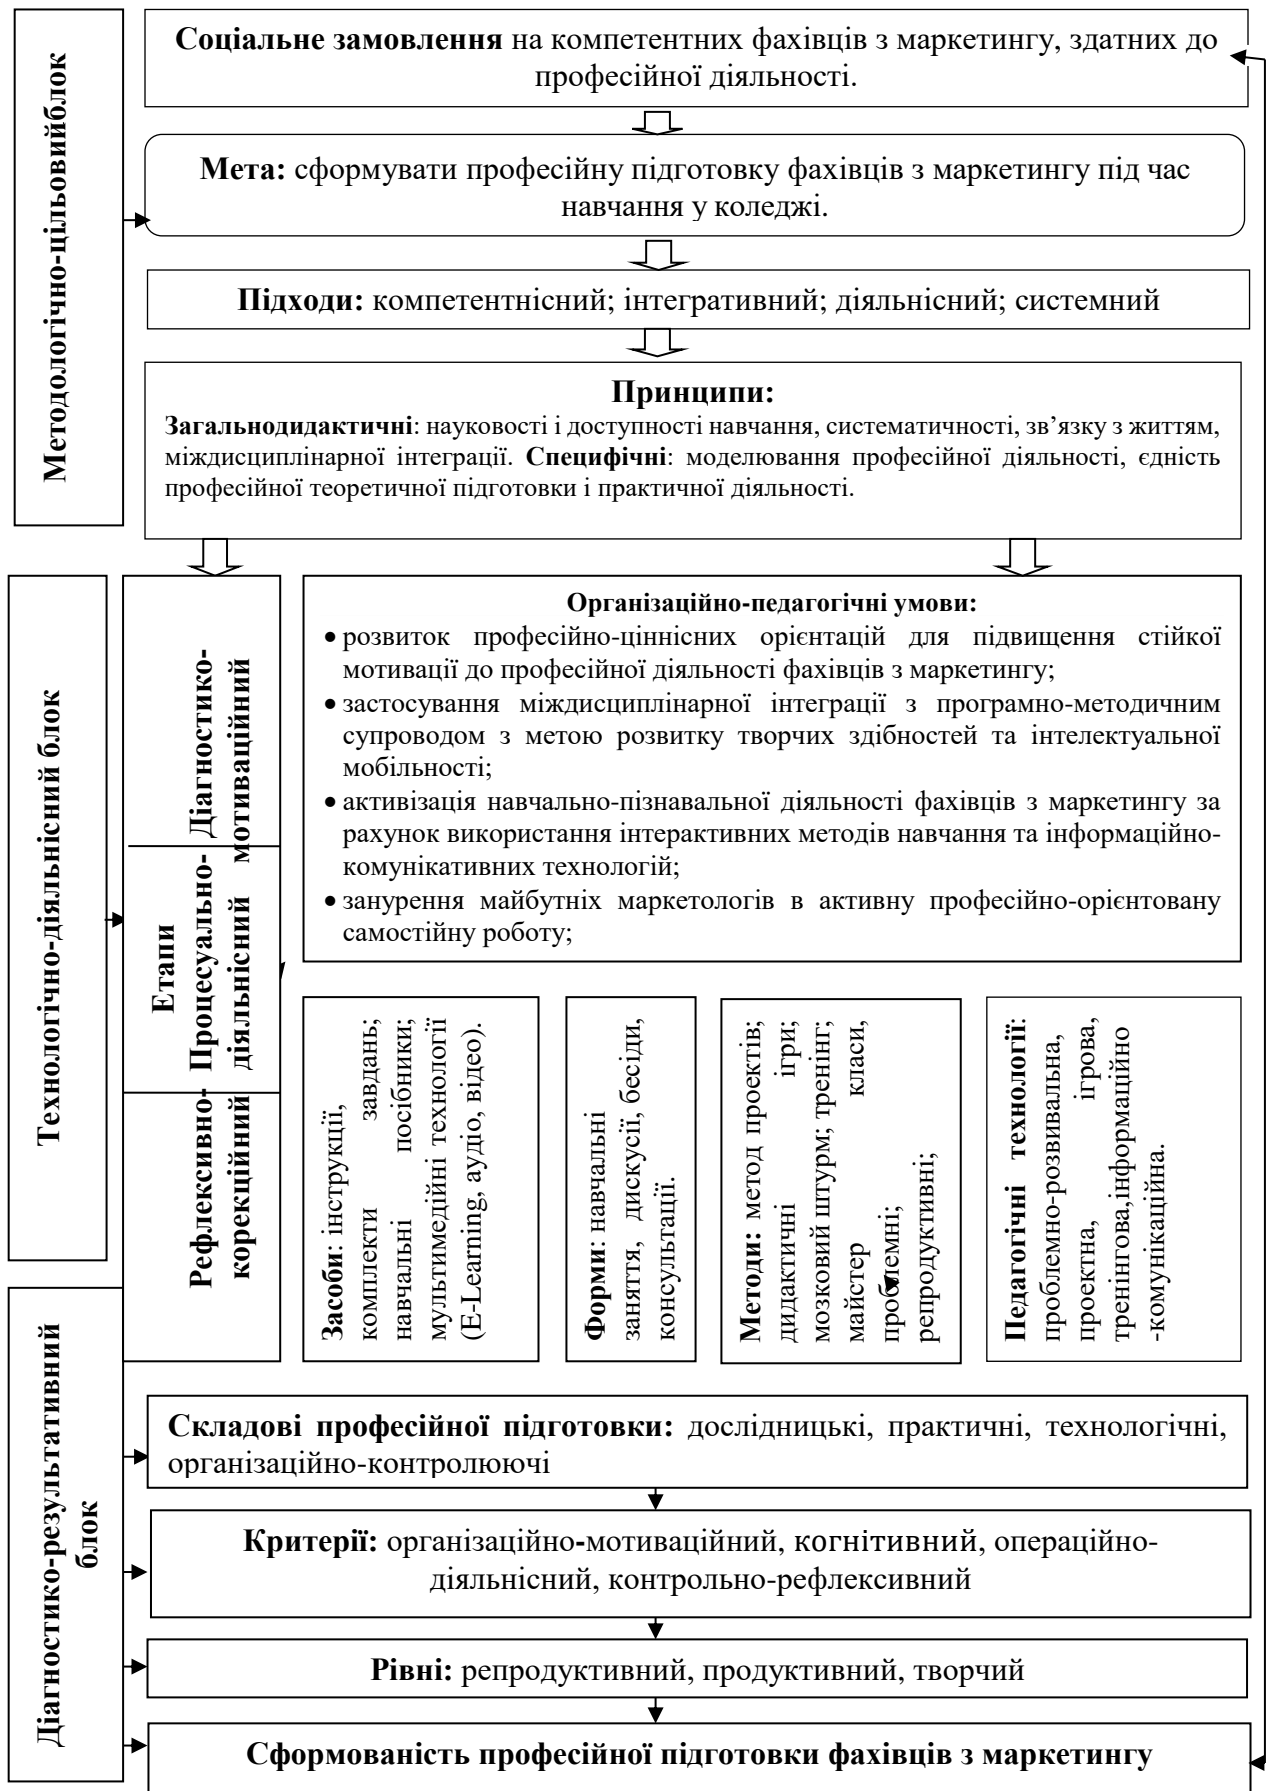 Методологічно-цільовийблок
Соціальне замовлення на компетентних фахівців з маркетингу, здатних до
професійної діяльності.
Мета: сформувати професійну підготовку фахівців з маркетингу під час
навчання у коледжі.
Підходи: компетентнісний; інтегративний; діяльнісний; системний
Принципи:
Загальнодидактичні: науковості і доступності навчання, систематичності, зв’язку з життям,
міждисциплінарної інтеграції. Специфічні: моделювання професійної діяльності, єдність
професійної теоретичної підготовки і практичної діяльності.
Технологічно-діяльнісний блок
Етапи
Діагностико-
мотиваційний
Процесуально-
діяльнісний
Рефлексивно-
корекційний
Організаційно-педагогічні умови:
• розвиток професійно-ціннісних орієнтацій для підвищення стійкої
мотивації до професійної діяльності фахівців з маркетингу;
• застосування міждисциплінарної інтеграції з програмно-методичним
супроводом з метою розвитку творчих здібностей та інтелектуальної
мобільності;
• активізація навчально-пізнавальної діяльності фахівців з маркетингу за
рахунок використання інтерактивних методів навчання та інформаційно-
комунікативних технологій;
• занурення майбутніх маркетологів в активну професійно-орієнтовану
самостійну роботу;
Засоби: інструкції,
комплекти завдань;
навчальні посібники;
мультимедійні технології
(E-Learning, аудіо, відео).
Форми: навчальні
заняття, дискусії, бесіди,
консультації.
Методи: метод проектів;
дидактичні ігри;
мозковий штурм; тренінг;
майстер класи,
проблемні;
репродуктивні;
Педагогічні технології:
проблемно-розвивальна,
проектна, ігрова,
тренінгова,інформаційно
-комунікаційна.
Діагностико-результативний
блок
Складові професійної підготовки: дослідницькі, практичні, технологічні,
організаційно-контролюючі
Критерії: організаційно-мотиваційний, когнітивний, операційно-
діяльнісний, контрольно-рефлексивний
Рівні: репродуктивний, продуктивний, творчий
Сформованість професійної підготовки фахівців з маркетингу